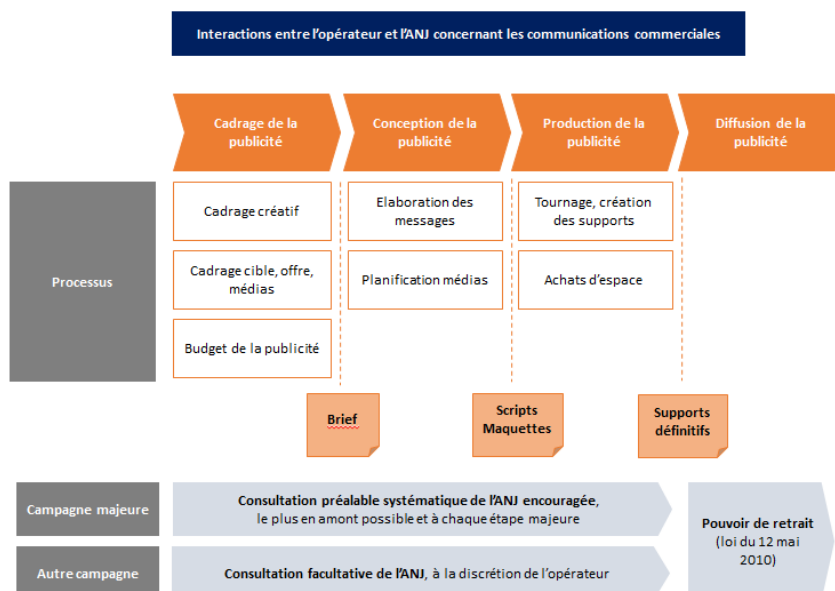 Interactions entre l'opérateur et l'ANJ concernant les communications commerciales
Cadrage de la
publicité
Conception de la
publicité
Production de la
publicité
Diffusion de la
publicité
Processus
Cadrage créatif
Elaboration des
messages
Tournage, création
des supports
Cadrage cible, offre,
médias
Planification médias
Achats d'espace
Budget de la publicité
Brief
Scripts
Maquettes
Supports
définitifs
Campagne majeure
Consultation préalable systématique de l'ANJ encouragée,
le plus en amont possible et à chaque étape majeure
Pouvoir de retrait
(loi du 12 mai
2010)
Autre campagne
Consultation facultative de l'ANJ, à la discrétion de l'opérateur